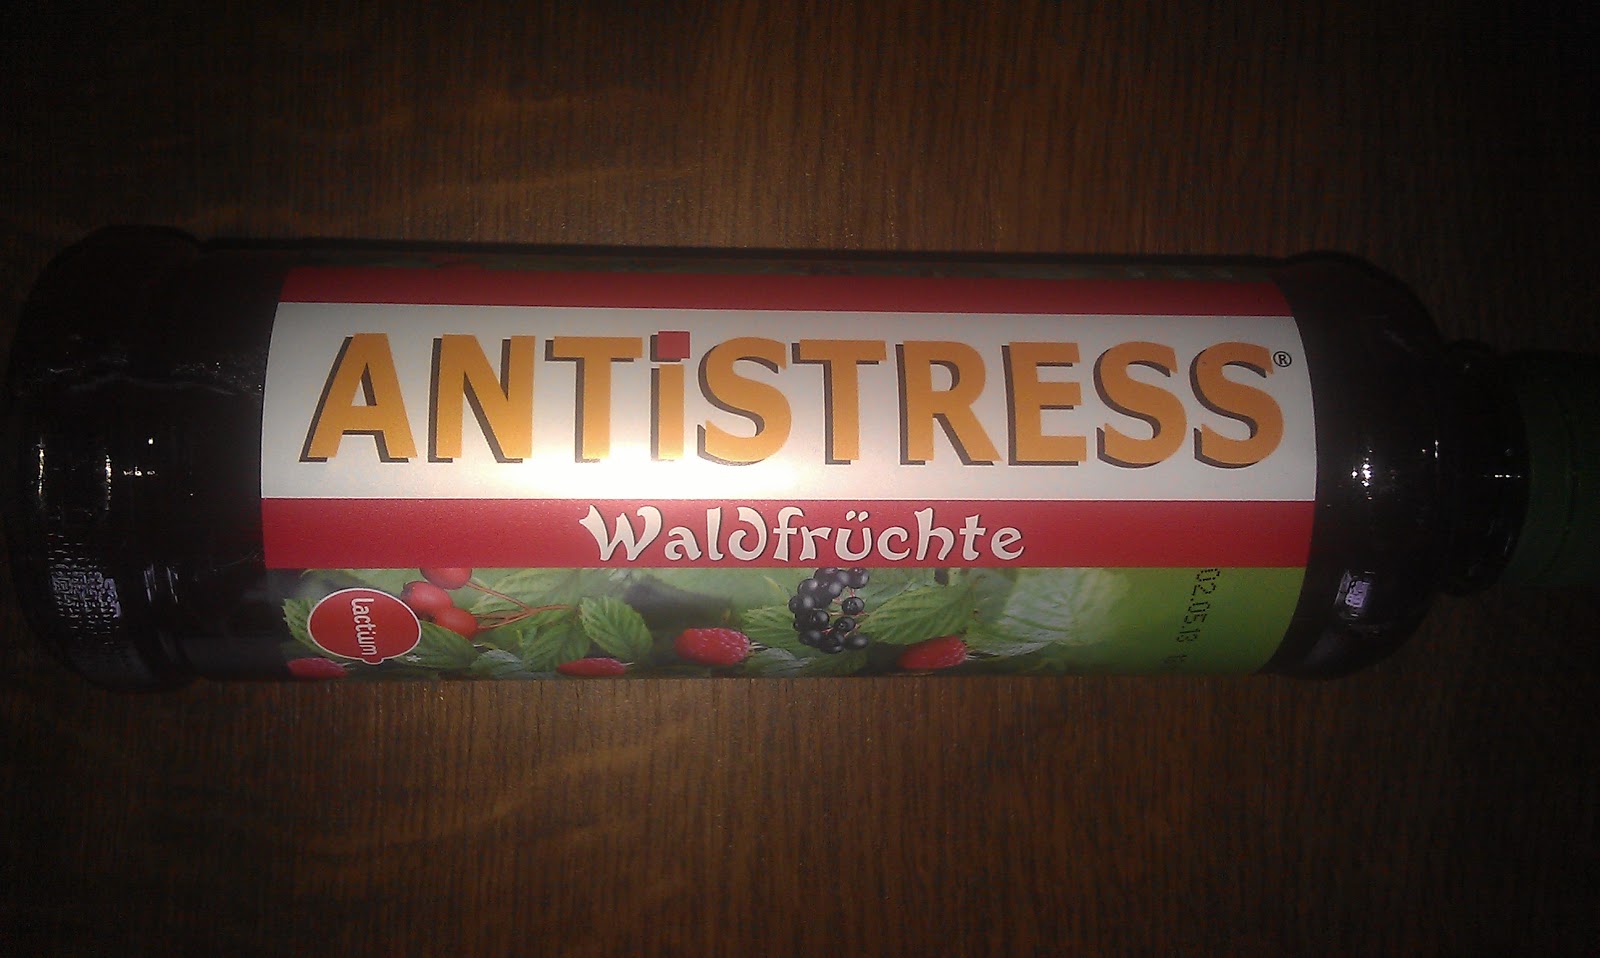 ANTiSTRESS®
Waldfrüchte
Lactium
02.05.13